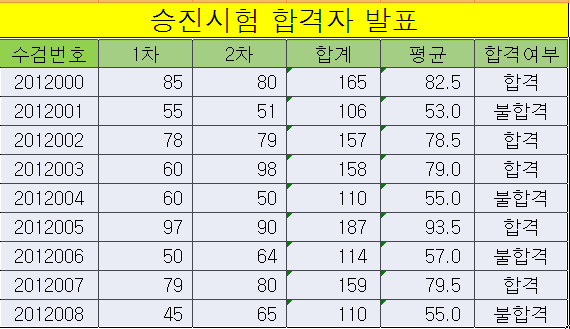 승진시험 합격자 발표
수검번호 1차 2차 합계 평균 합격여부
2012000 85 80 165 82.5 합격
2012001 55 51 106 53.0 불합격
2012002 78 79 157 78.5 합격
2012003 60 98 158 79.0 합격
2012004 60 50 110 55.0 불합격
2012005 97 90 187 93.5 합격
2012006 50 64 114 57.0 불합격
2012007 79 80 159 79.5 합격
2012008 45 65 110 55.0 불합격